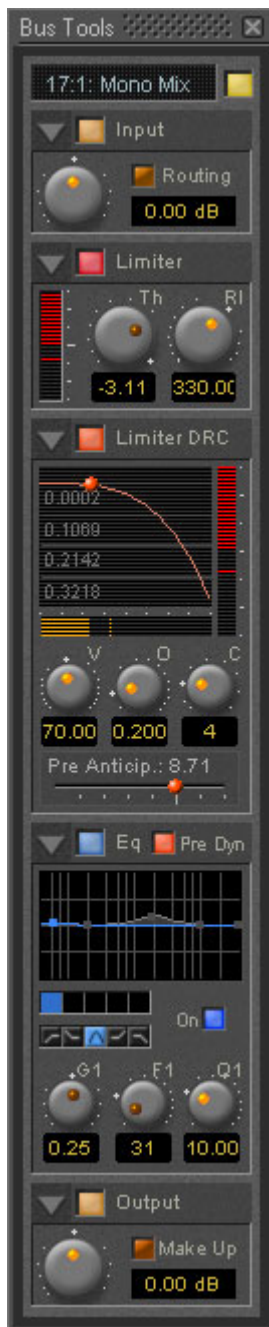 Bus Tools
17:1: Mono Mix
Input
Routing
0.00 dB
Limiter
Th Rl
-3.11 330.00
Limiter DRC
0.0002
0.1069
0.2142
0.3218
V O C
70.00 0.200 4
Pre Anticip.: 8.71
Eq Pre Dyn
On
G1 F1 Q1
0.25 31 10.00
Output
Make Up
0.00 dB